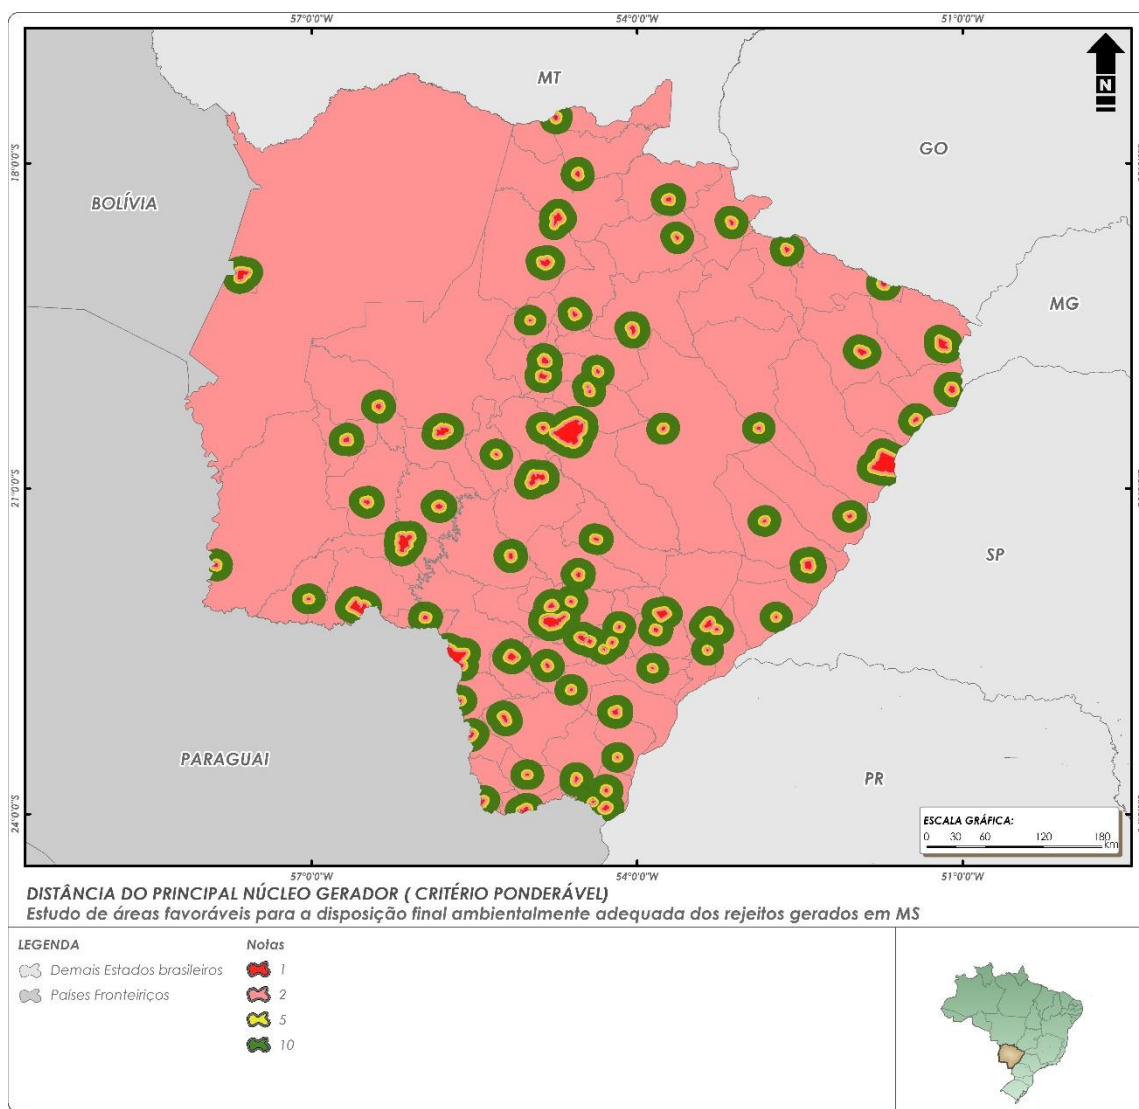 57°0'0"W 54°0'0"W 51°0'0"W
MT
N
GO
18°0'0"S
BOLÍVIA
MG
21°0'0"S
SP
PARAGUAI
PR
24°0'0"S
ESCALA GRÁFICA:
0 30 60 120 180
km
57°0'0"W 54°0'0"W 51°0'0"W
DISTÂNCIA DO PRINCIPAL NÚCLEO GERADOR ( CRITÉRIO PONDERÁVEL)
Estudo de áreas favoráveis para a disposição final ambientalmente adequada dos rejeitos gerados em MS
LEGENDA
Demais Estados brasileiros
Países Fronteiriços
Notas
1
2
5
10